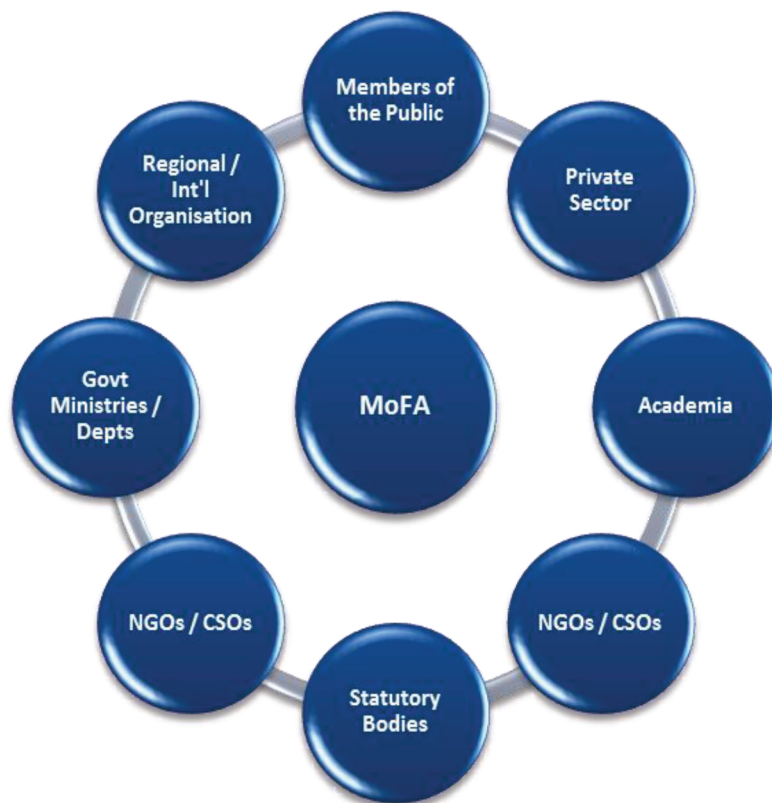 Members of
the Public
Regional /
Int'l
Organisation
Private
Sector
Govt
Ministries /
Depts
MoFA
Academia
NGOs / CSOs
NGOs / CSOs
Statutory
Bodies